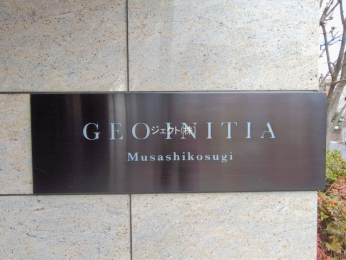 GEO INITIA
ジェクト㈱
Musashikosugi